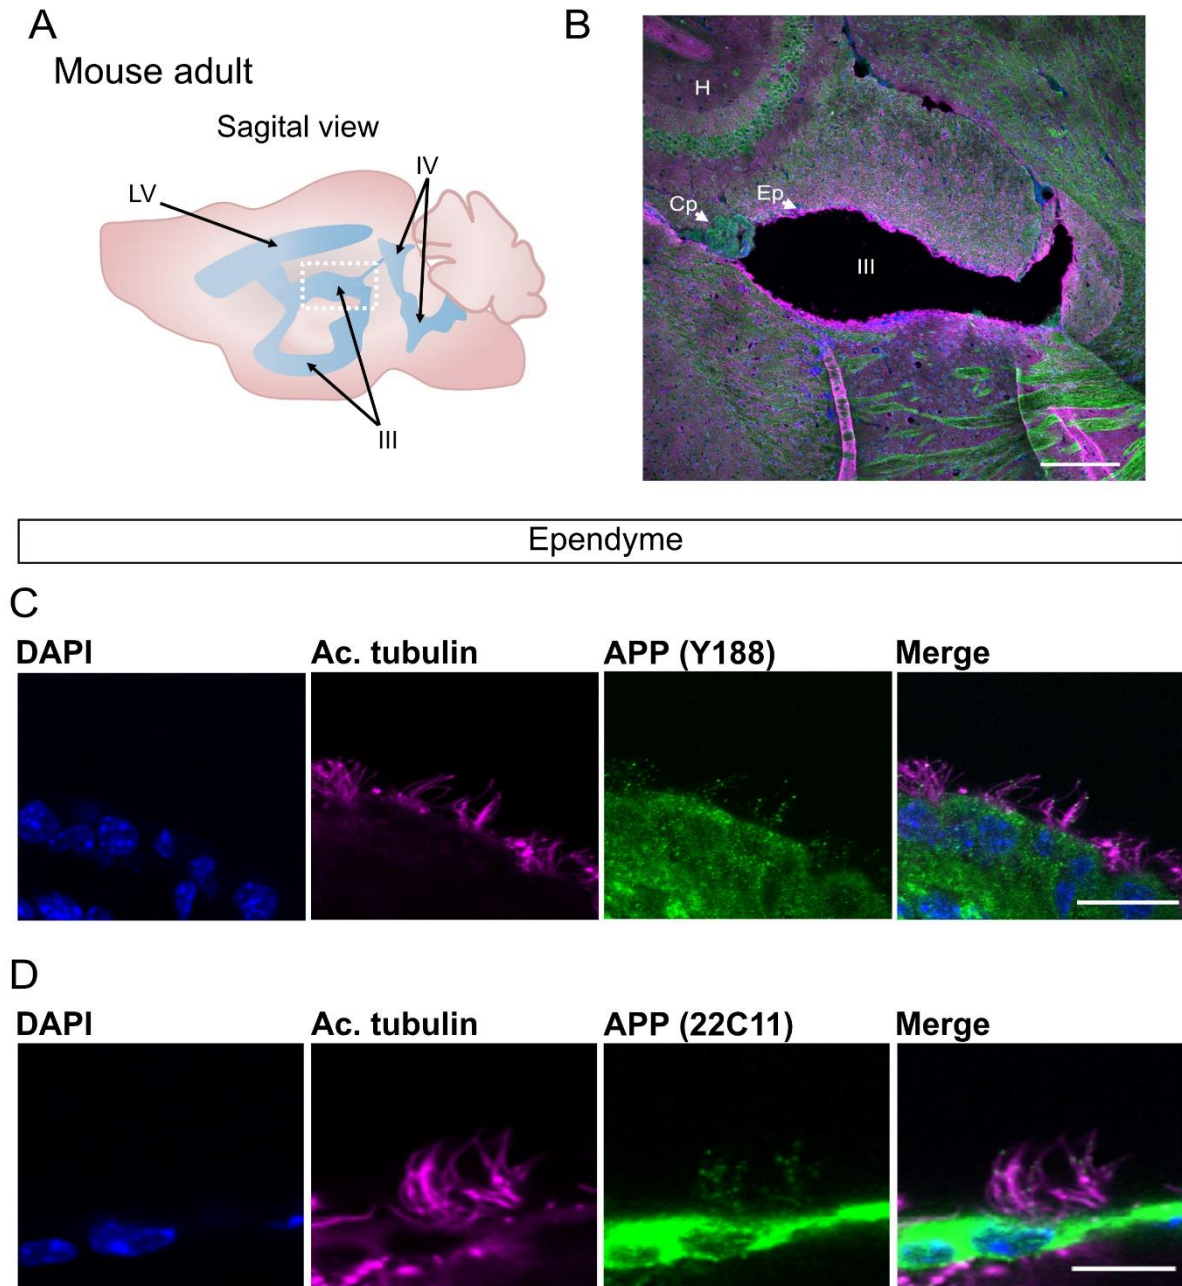 A
Mouse adult
Sagital view
LV
IV
III
B
H
Cp
Ep
III
Ependyme
C
DAPI
Ac. tubulin
APP (Y188)
Merge
D
DAPI
Ac. tubulin
APP (22C11)
Merge